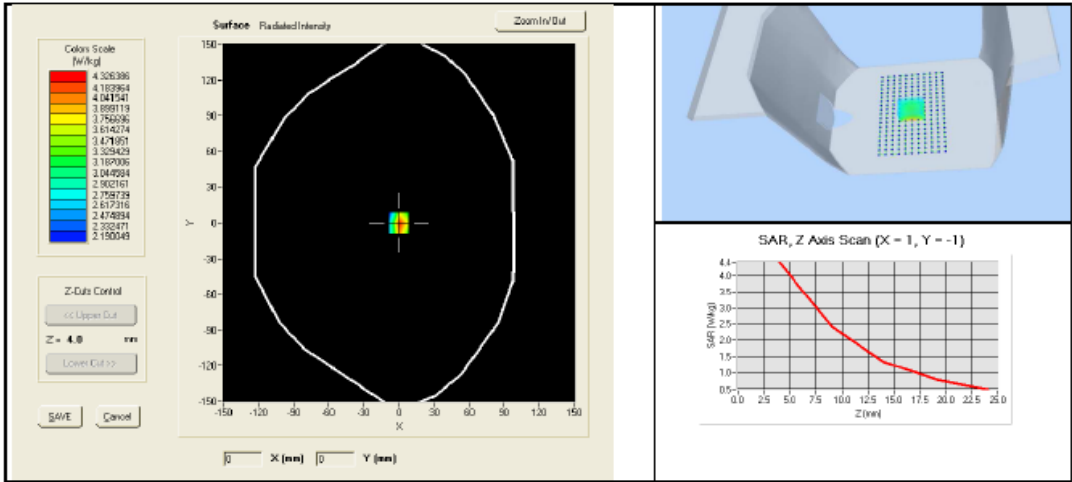 Surface Radiated Intensity
Zoom In/Out
Colors Scale
(W/kg)
4.326386
4.183964
4.041541
3.899119
3.756696
3.614274
3.471851
3.329429
3.187006
3.044584
2.902161
2.759739
2.617316
2.474894
2.332471
2.190049
Z-Cuts Control
<< Upper Cut
Z = 4.0 mm
Lower Cut >>
SAVE Cancel
150
120
90
60
30
0
-30
-60
-90
-120
-150
Y
-150 -120 -90 -60 -30 0 30 60 90 120 150
X
0 X (mm) 0 Y (mm)
SAR, Z Axis Scan (X = 1, Y = -1)
SAR (W/kg)
4.4
4.0
3.5
3.0
2.5
2.0
1.5
1.0
0.5
0.0 2.5 5.0 7.5 10.0 12.5 15.0 17.5 20.0 22.5 25.0
Z (mm)